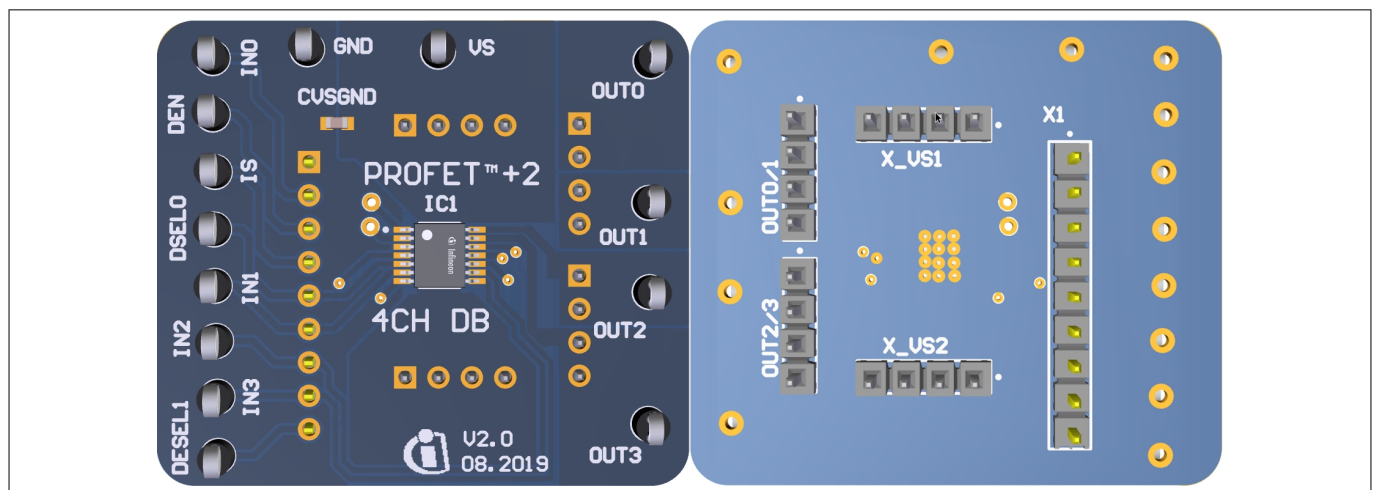 IN0
GND
VS
OUT0
DEN
CVSGND
IS
PROFET™+2
IC1
DSEL0
OUT1
infineon
IN1
4CH DB
OUT2
IN2
IN3
V2.0
08.2019
OUT3
DESEL1
X1
X_VS1
OUT0/1
OUT2/3
X_VS2